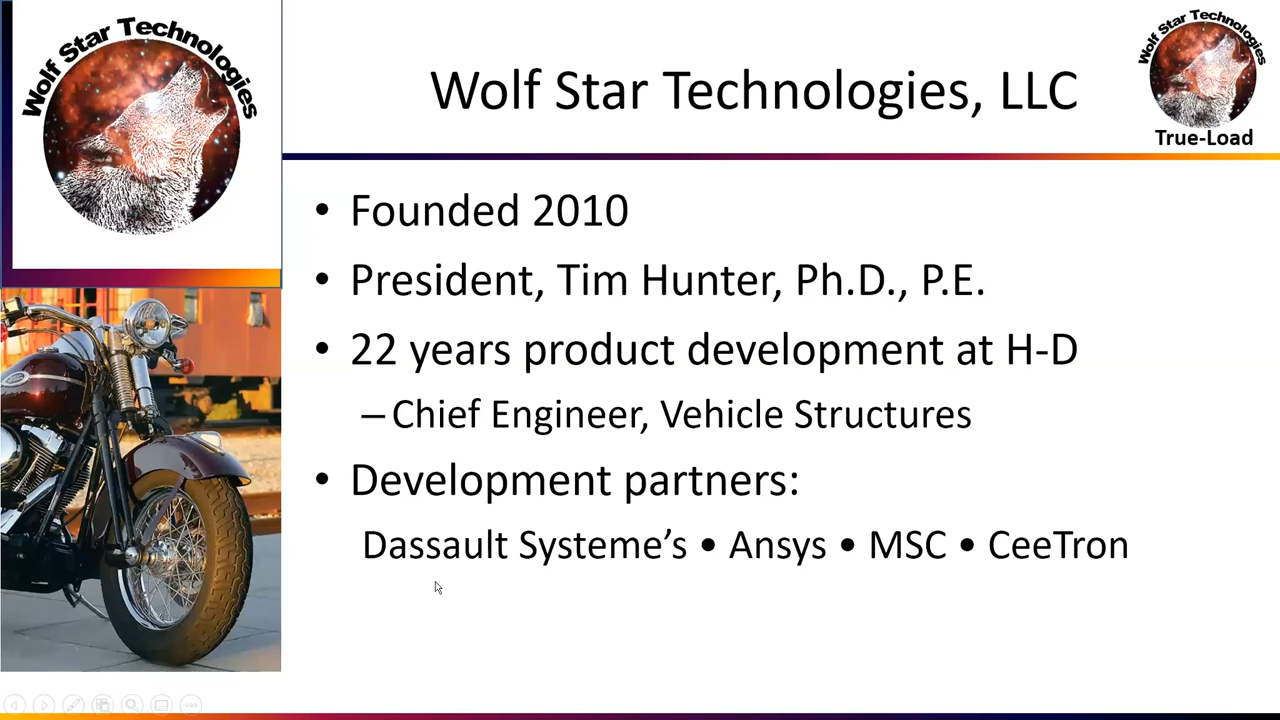 Wolf Star Technologies
Wolf Star Technologies, LLC
Wolf Star Technologies
True-Load
• Founded 2010
• President, Tim Hunter, Ph.D., P.E.
• 22 years product development at H-D
– Chief Engineer, Vehicle Structures
• Development partners:
Dassault Systeme’s • Ansys • MSC • CeeTron